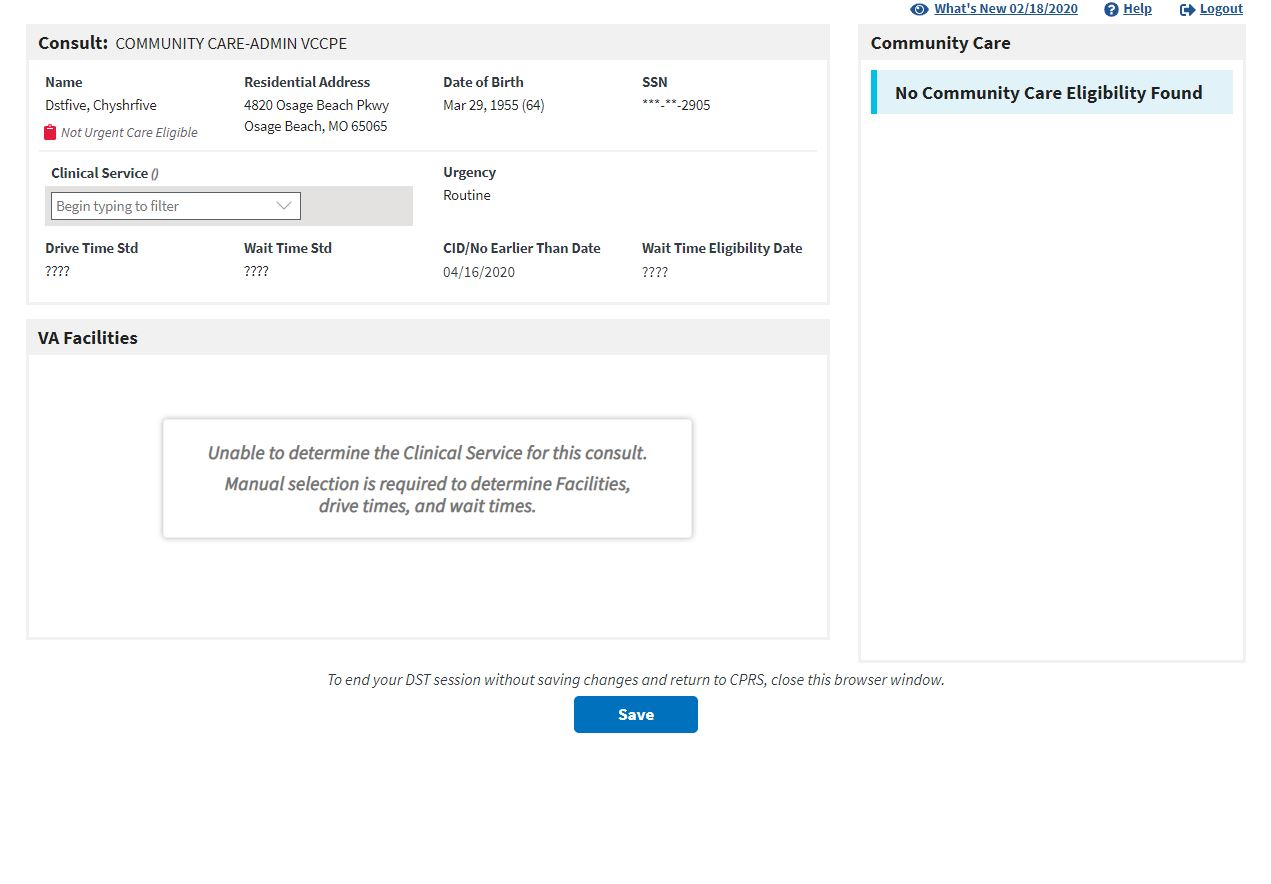 What's New 02/18/2020 Help Logout
Consult: COMMUNITY CARE-ADMIN VCCPE
Name Residential Address Date of Birth SSN
Dstfive, Chyshrfive 4820 Osage Beach Pkwy Mar 29, 1955 (64) ***-**-2905
Osage Beach, MO 65065
Not Urgent Care Eligible
Clinical Service () Urgency
Begin typing to filter Routine
Drive Time Std Wait Time Std CID/No Earlier Than Date Wait Time Eligibility Date
???? ???? 04/16/2020 ????
VA Facilities
Unable to determine the Clinical Service for this consult.
Manual selection is required to determine Facilities,
drive times, and wait times.
Community Care
No Community Care Eligibility Found
To end your DST session without saving changes and return to CPRS, close this browser window.
Save